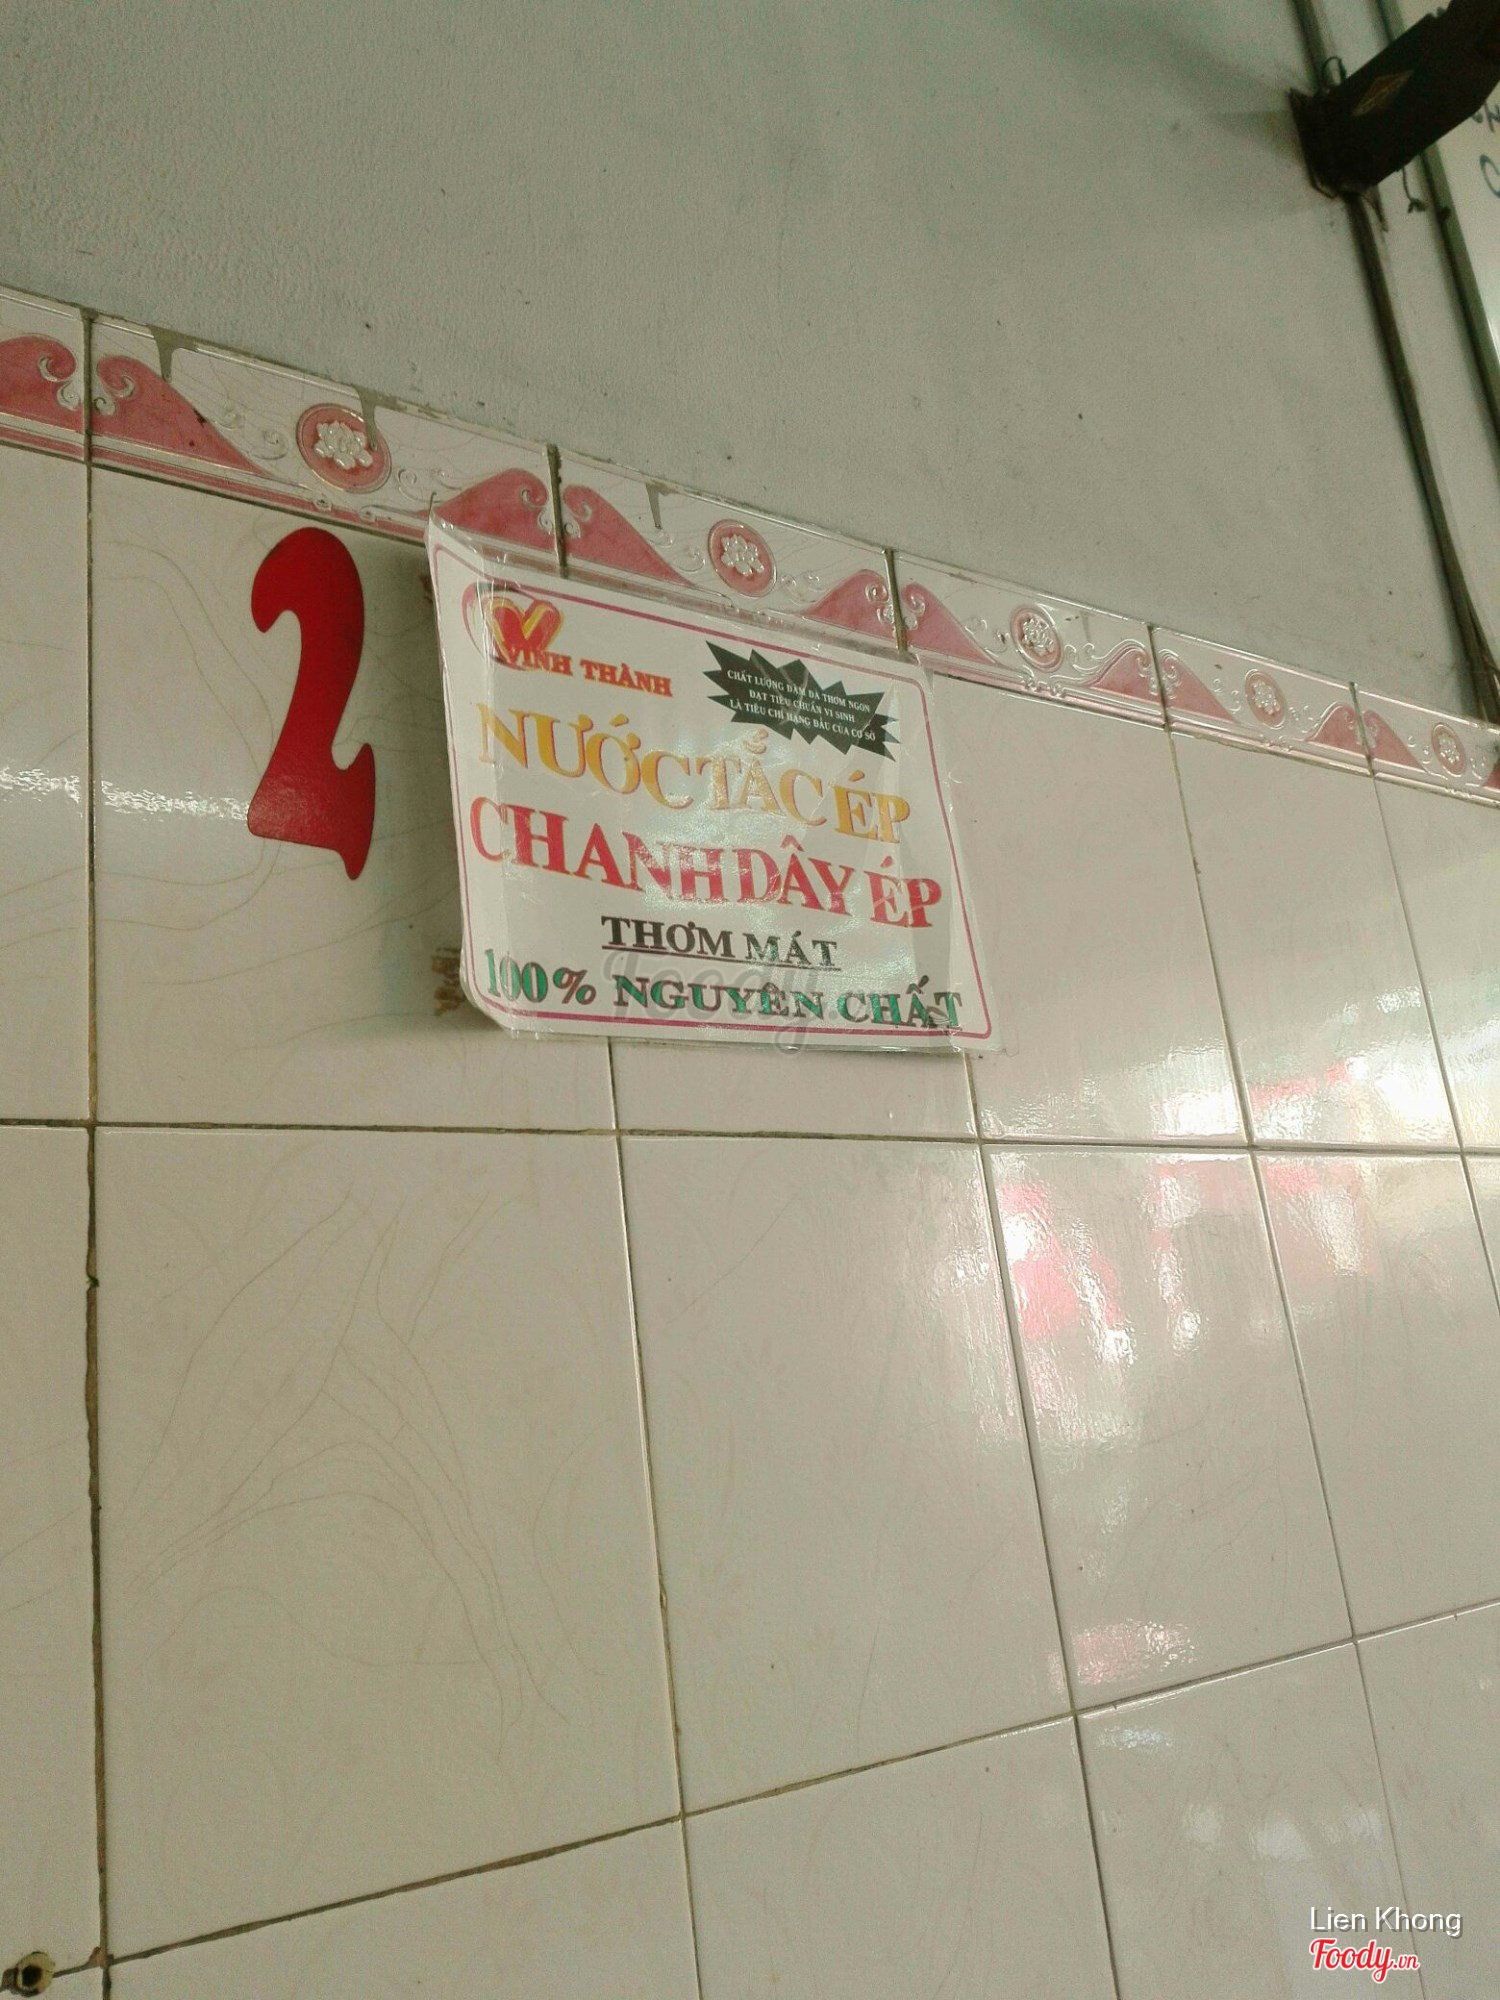 2
VINH THÀNH
CHẤT LƯỢNG ĐẬM ĐÀ THƠM NGON
ĐẠT TIÊU CHUẨN VI SINH
LÀ TIÊU CHÍ HÀNG ĐẦU CỦA CƠ SỞ
NƯỚC TẮC ÉP
CHANH DÂY ÉP
THƠM MÁT
100% NGUYÊN CHẤT
Foody
Lien Khong
Foody.vn